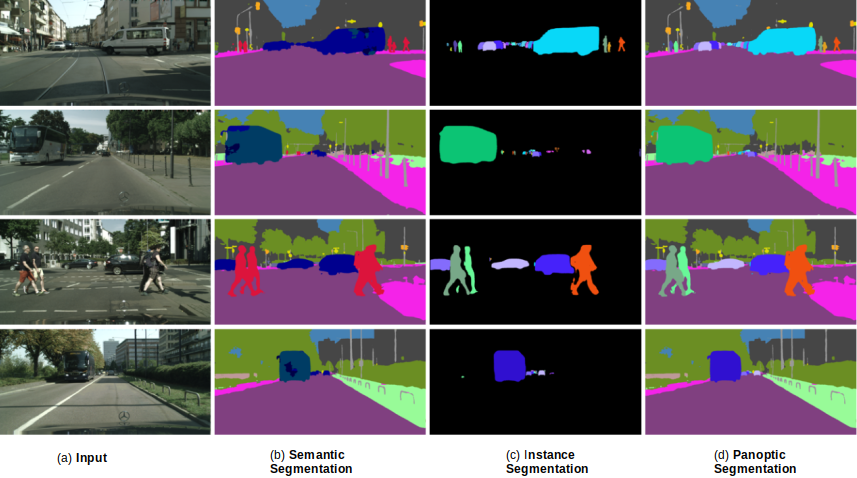 (a) Input
(b) Semantic
Segmentation
(c) Instance
Segmentation
(d) Panoptic
Segmentation